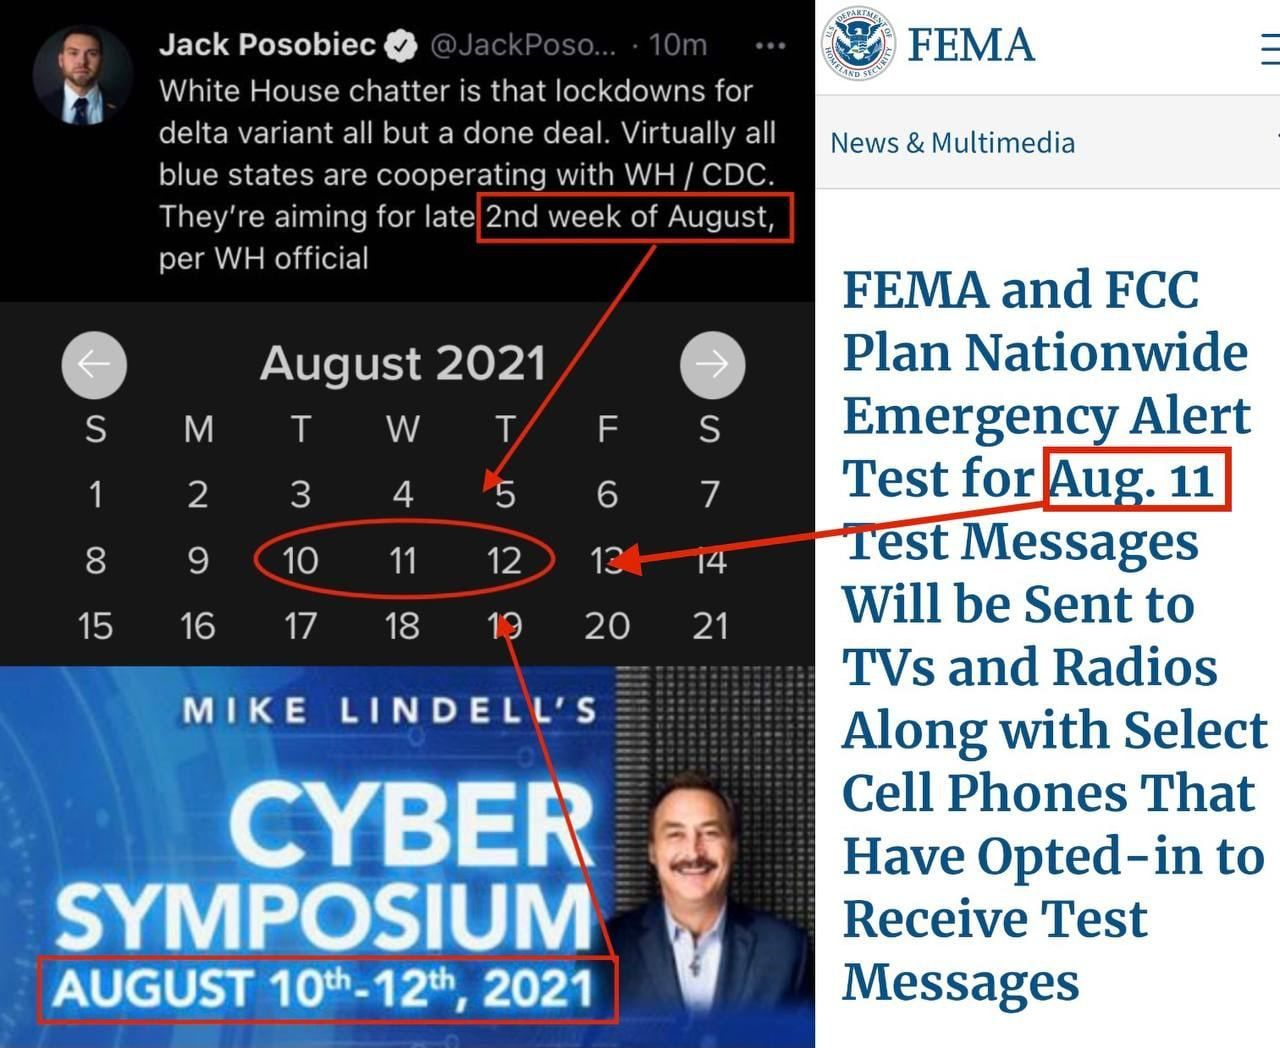 Jack Posobiec @JackPoso... · 10m ...
White House chatter is that lockdowns for
delta variant all but a done deal. Virtually all
blue states are cooperating with WH / CDC.
They're aiming for late 2nd week of August,
per WH official
August 2021
S M T W T F S
1 2 3 4 5 6 7
8 9 10 11 12 13 14
15 16 17 18 19 20 21
MIKE LINDELL'S
CYBER
SYMPOSIUM
AUGUST 10th-12th, 2021
U.S. DEPARTMENT OF
HOMELAND SECURITY
FEMA
News & Multimedia
FEMA and FCC
Plan Nationwide
Emergency Alert
Test for Aug. 11
Test Messages
Will be Sent to
TVs and Radios
Along with Select
Cell Phones That
Have Opted-in to
Receive Test
Messages